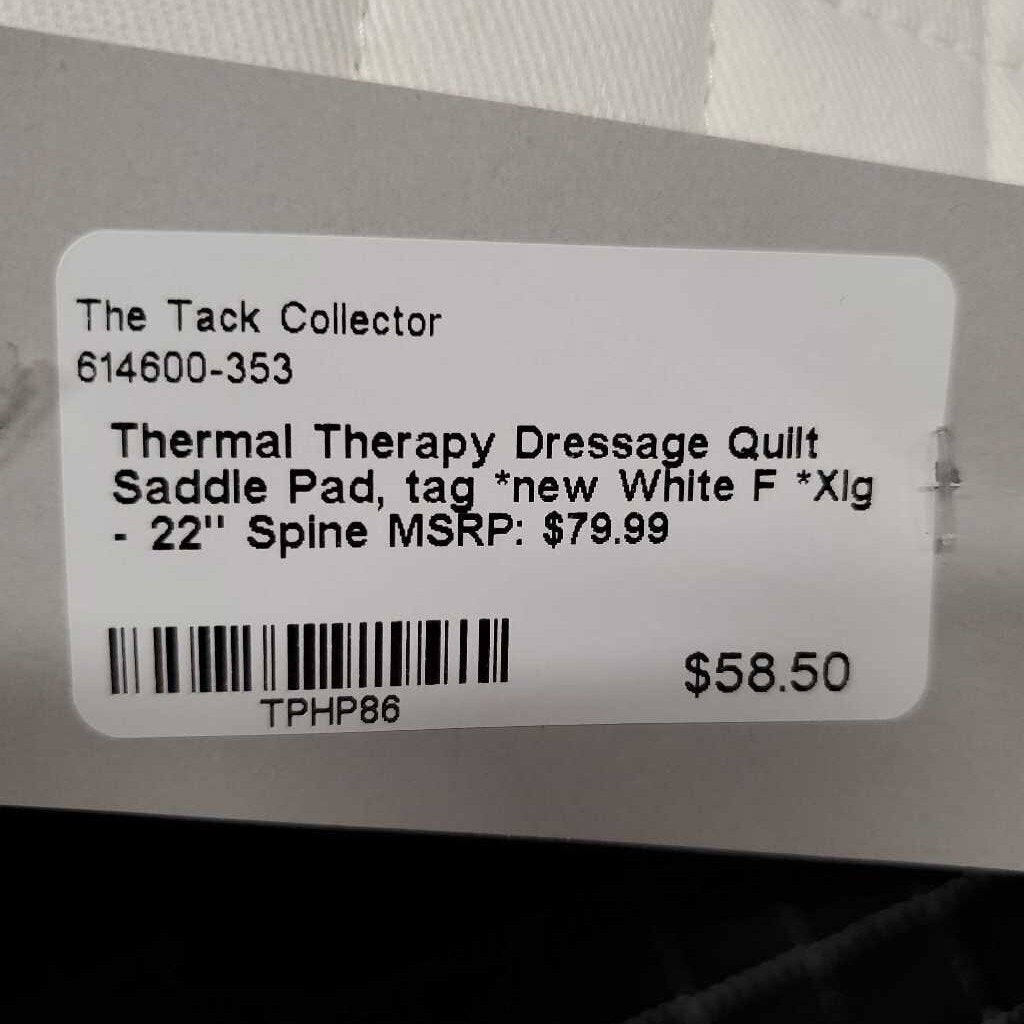 The Tack Collector
614600-353
Thermal Therapy Dressage Quilt
Saddle Pad, tag *new White F *Xlg
- 22" Spine MSRP: $79.99
TPHP86
$58.50